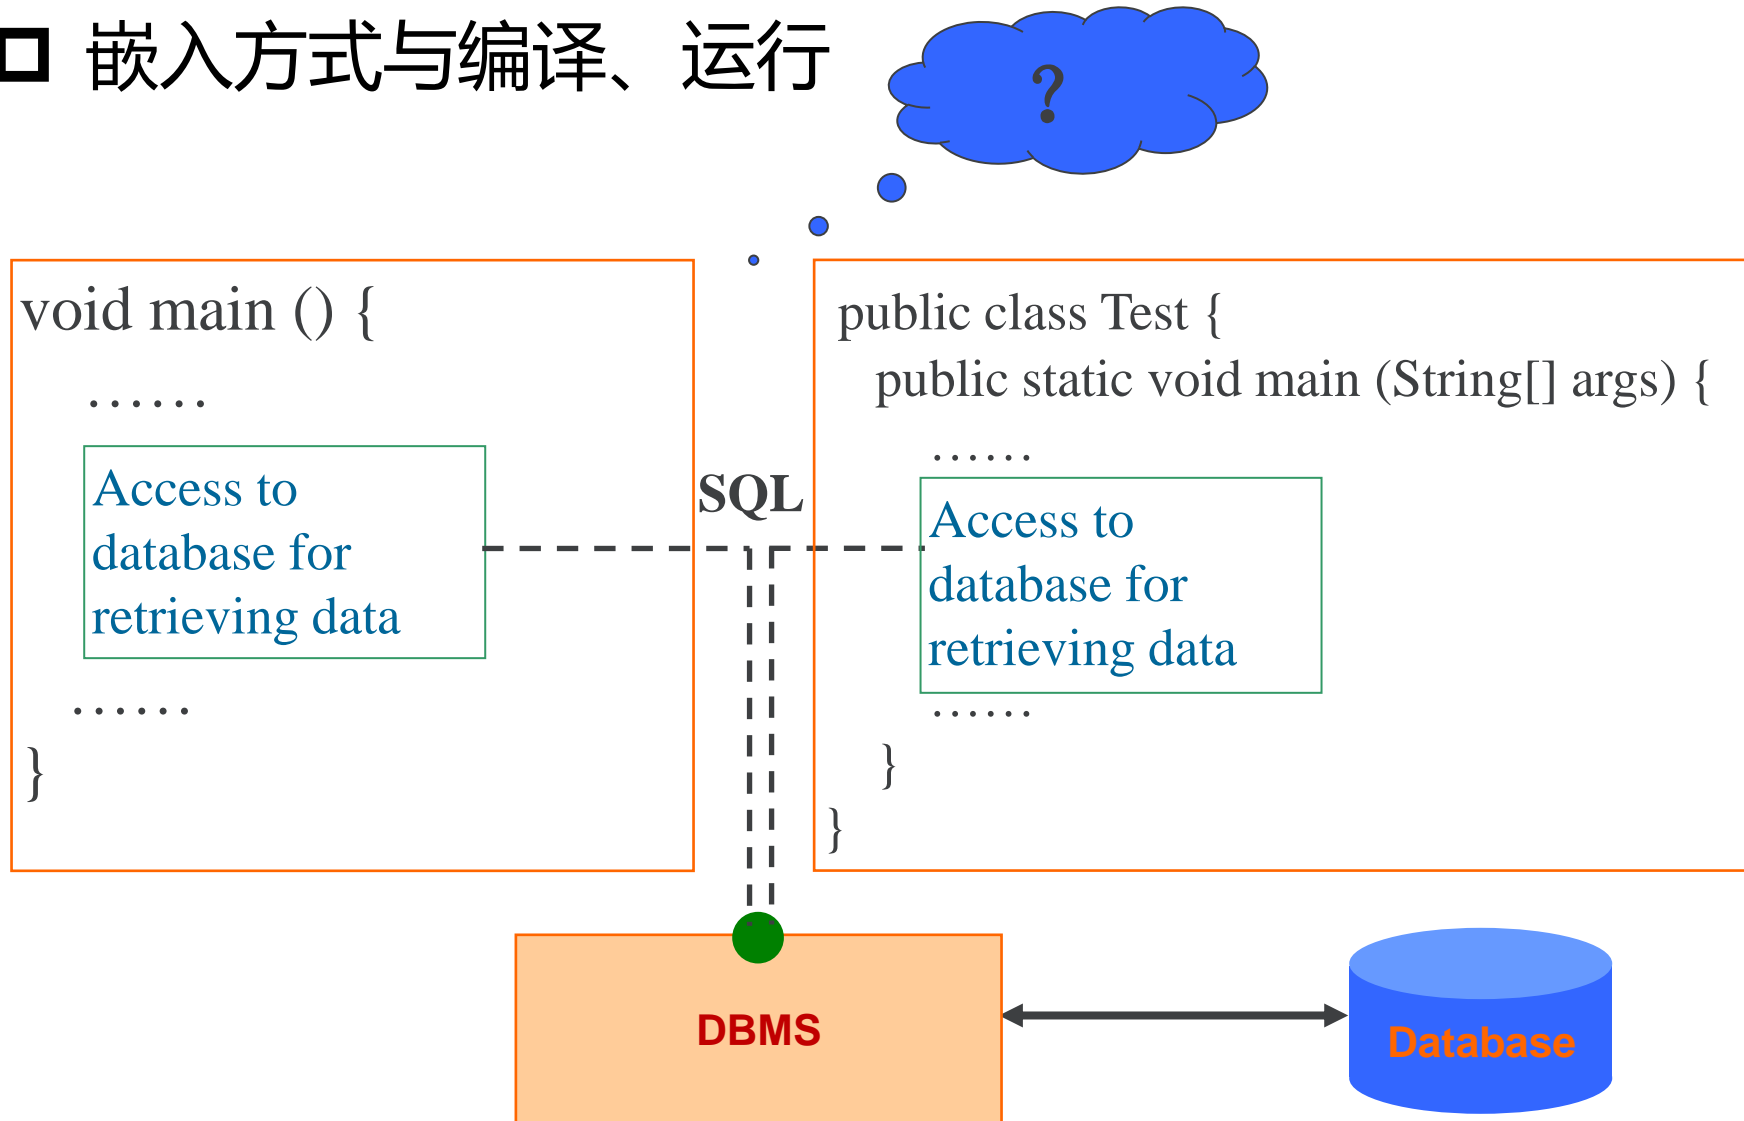 嵌入方式与编译、运行
?
void main () {
......
Access to
database for
retrieving data
......
}
SQL
public class Test {
public static void main (String[] args) {
......
Access to
database for
retrieving data
......
}
}
DBMS
Database